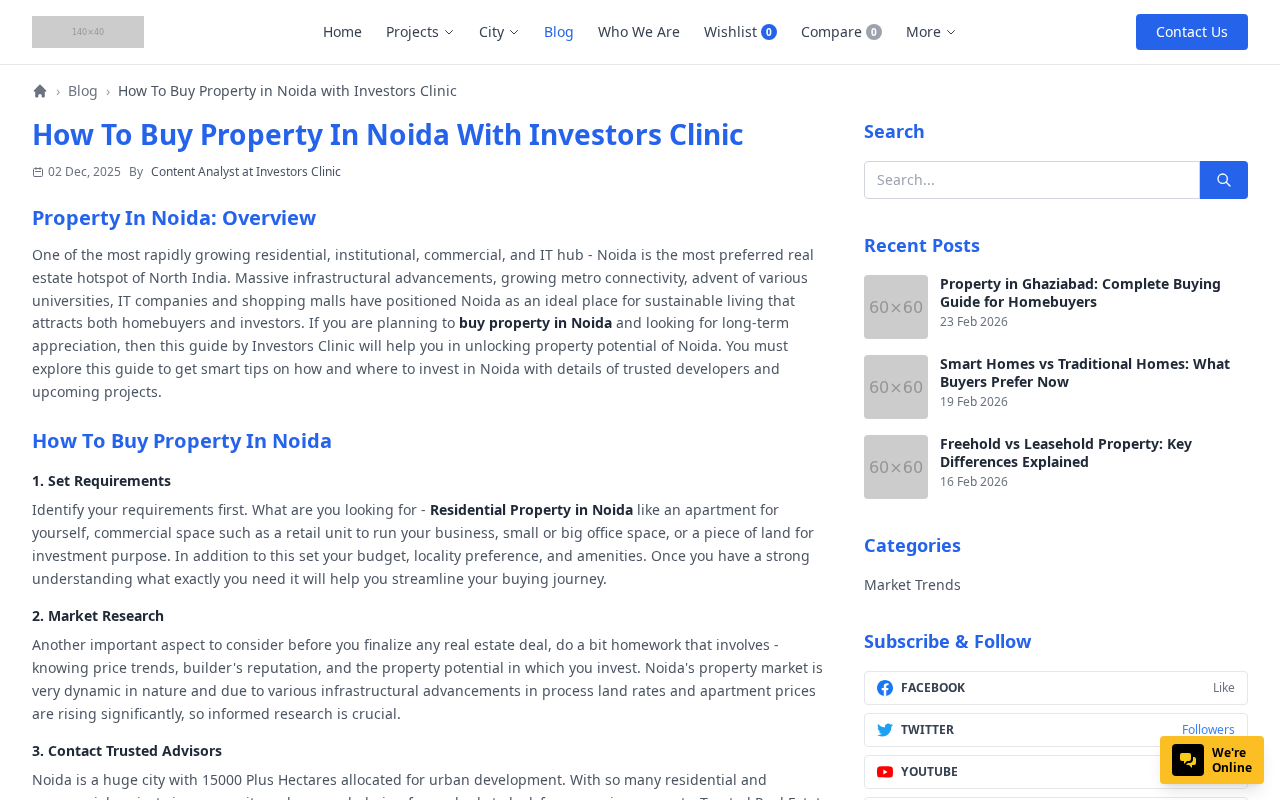 140×40
Home
Projects
City
Blog
Who We Are
Wishlist 0
Compare 0
More
Contact Us
› Blog › How To Buy Property in Noida with Investors Clinic
How To Buy Property In Noida With Investors Clinic
02 Dec, 2025 By Content Analyst at Investors Clinic
Property In Noida: Overview
One of the most rapidly growing residential, institutional, commercial, and IT hub - Noida is the most preferred real
estate hotspot of North India. Massive infrastructural advancements, growing metro connectivity, advent of various
universities, IT companies and shopping malls have positioned Noida as an ideal place for sustainable living that
attracts both homebuyers and investors. If you are planning to buy property in Noida and looking for long-term
appreciation, then this guide by Investors Clinic will help you in unlocking property potential of Noida. You must
explore this guide to get smart tips on how and where to invest in Noida with details of trusted developers and
upcoming projects.
How To Buy Property In Noida
1. Set Requirements
Identify your requirements first. What are you looking for - Residential Property in Noida like an apartment for
yourself, commercial space such as a retail unit to run your business, small or big office space, or a piece of land for
investment purpose. In addition to this set your budget, locality preference, and amenities. Once you have a strong
understanding what exactly you need it will help you streamline your buying journey.
2. Market Research
Another important aspect to consider before you finalize any real estate deal, do a bit homework that involves -
knowing price trends, builder's reputation, and the property potential in which you invest. Noida's property market is
very dynamic in nature and due to various infrastructural advancements in process land rates and apartment prices
are rising significantly, so informed research is crucial.
3. Contact Trusted Advisors
Noida is a huge city with 15000 Plus Hectares allocated for urban development. With so many residential and
Search
Search...
Recent Posts
60×60
Property in Ghaziabad: Complete Buying
Guide for Homebuyers
23 Feb 2026
60×60
Smart Homes vs Traditional Homes: What
Buyers Prefer Now
19 Feb 2026
60×60
Freehold vs Leasehold Property: Key
Differences Explained
16 Feb 2026
Categories
Market Trends
Subscribe & Follow
FACEBOOK Like
TWITTER Followers
YOUTUBE
We're
Online